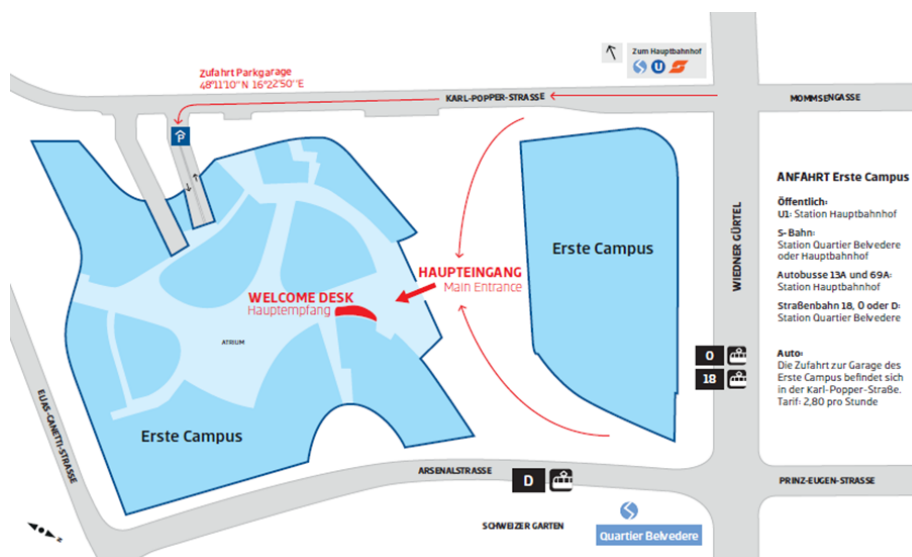 Zum Hauptbahnhof
S U
Zufahrt Parkgarage
48°11'10''N 16°22'50''E
KARL-POPPER-STRASSE
MOMMSENGASSE
P
Erste Campus
HAUPTEINGANG
Main Entrance
WELCOME DESK
Hauptempfang
ATRIUM
Erste Campus
WIEDNER GÜRTEL
O
18
ELIAS-CANETTI-STRASSE
ARSENALSTRASSE
D
PRINZ-EUGEN-STRASSE
SCHWEIZER GARTEN
S
Quartier Belvedere
ANFAHRT Erste Campus
Öffentlich:
U1: Station Hauptbahnhof
S-Bahn:
Station Quartier Belvedere
oder Hauptbahnhof
Autobusse 13A und 69A:
Station Hauptbahnhof
Straßenbahn 18, O oder D:
Station Quartier Belvedere
Auto:
Die Zufahrt zur Garage des
Erste Campus befindet sich
in der Karl-Popper-Straße.
Tarif: 2,80 pro Stunde